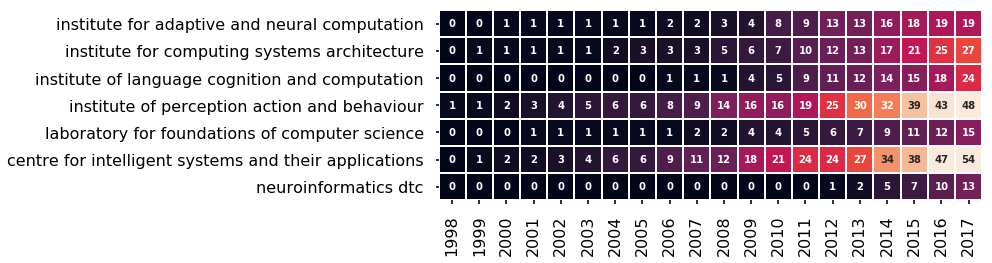 institute for adaptive and neural computation 0 0 1 1 1 1 1 1 2 2 3 4 8 9 13 13 16 18 19 19
institute for computing systems architecture 0 1 1 1 1 1 2 3 3 3 5 6 7 10 12 13 17 21 25 27
institute of language cognition and computation 0 0 0 0 0 0 0 0 1 1 1 4 5 9 11 12 14 15 18 24
institute of perception action and behaviour 1 1 2 3 4 5 6 6 8 9 14 16 16 19 25 30 32 39 43 48
laboratory for foundations of computer science 0 0 0 1 1 1 1 1 1 2 2 4 4 5 6 7 9 11 12 15
centre for intelligent systems and their applications 0 1 2 2 3 4 6 6 9 11 12 18 21 24 24 27 34 38 47 54
neuroinformatics dtc 0 0 0 0 0 0 0 0 0 0 0 0 0 0 1 2 5 7 10 13
1998 1999 2000 2001 2002 2003 2004 2005 2006 2007 2008 2009 2010 2011 2012 2013 2014 2015 2016 2017